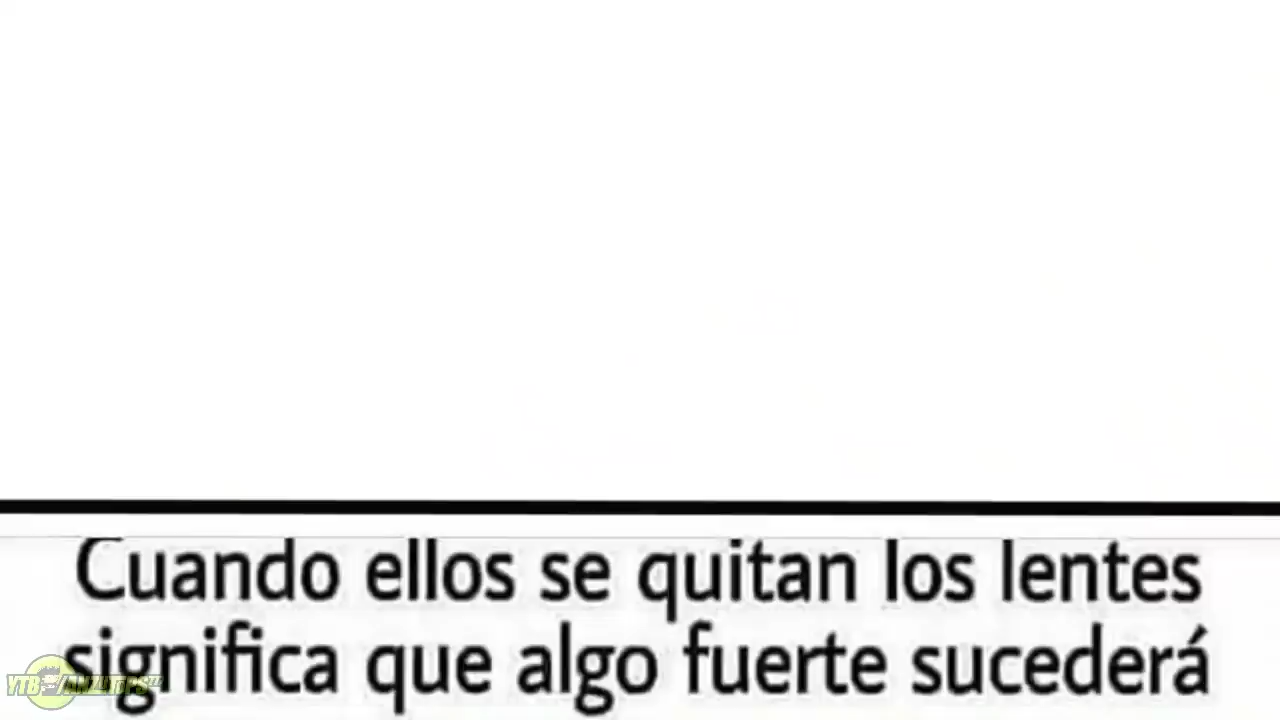 Cuando ellos se quitan los lentes
significa que algo fuerte sucederá